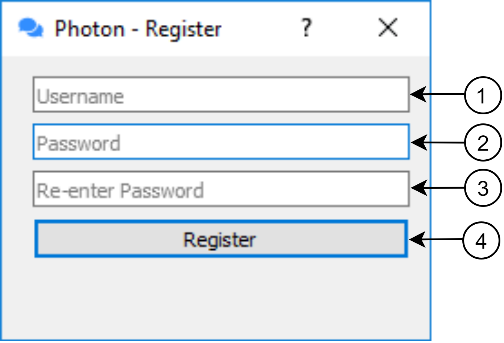 Photon - Register ?
Username 1
Password 2
Re-enter Password 3
Register 4